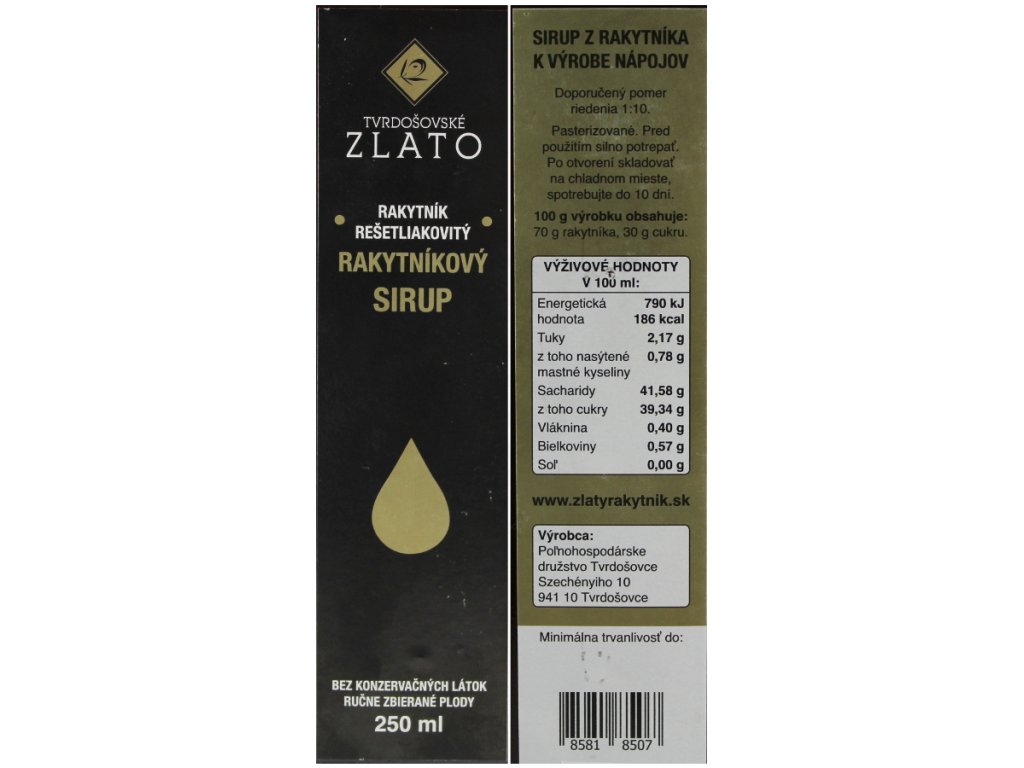 TVRDOŠOVSKÉ
ZLATO
RAKYTNÍK
REŠETLIAKOVITÝ
RAKYTNÍKOVÝ
SIRUP
BEZ KONZERVAČNÝCH LÁTOK
RUČNE ZBIERANÉ PLODY
250 ml
SIRUP Z RAKYTNÍKA
K VÝROBE NÁPOJOV
Doporučený pomer
riedenia 1:10.
Pasterizované. Pred
použitím silno potrepať.
Po otvorení skladovať
na chladnom mieste,
spotrebujte do 10 dní.
100 g výrobku obsahuje:
70 g rakytníka, 30 g cukru.
VÝŽIVOVÉ HODNOTY
V 100 ml:
Energetická 790 kJ
hodnota 186 kcal
Tuky 2,17 g
z toho nasýtené 0,78 g
mastné kyseliny
Sacharidy 41,58 g
z toho cukry 39,34 g
Vláknina 0,40 g
Bielkoviny 0,57 g
Soľ 0,00 g
www.zlatyrakytnik.sk
Výrobca:
Poľnohospodárske
družstvo Tvrdošovce
Szechényiho 10
941 10 Tvrdošovce
Minimálna trvanlivosť do:
8581 8507